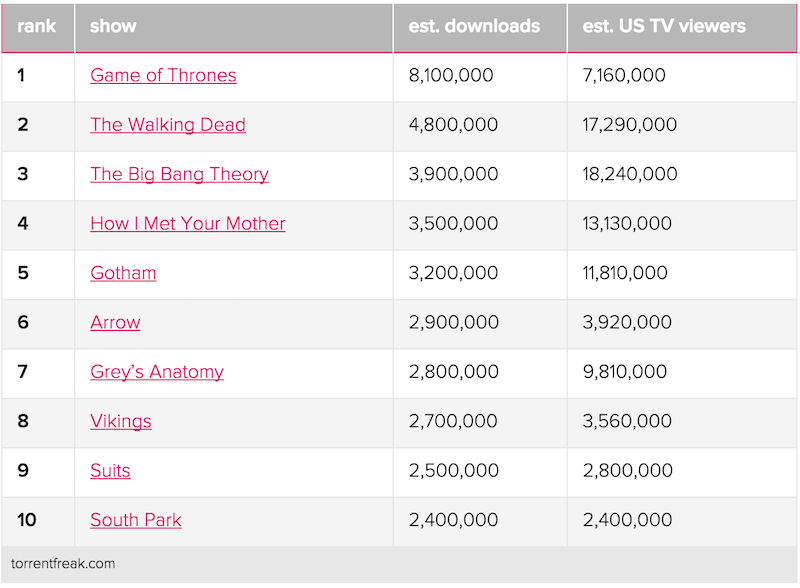 rank show est. downloads est. US TV viewers
1 Game of Thrones 8,100,000 7,160,000
2 The Walking Dead 4,800,000 17,290,000
3 The Big Bang Theory 3,900,000 18,240,000
4 How I Met Your Mother 3,500,000 13,130,000
5 Gotham 3,200,000 11,810,000
6 Arrow 2,900,000 3,920,000
7 Grey’s Anatomy 2,800,000 9,810,000
8 Vikings 2,700,000 3,560,000
9 Suits 2,500,000 2,800,000
10 South Park 2,400,000 2,400,000
torrentfreak.com